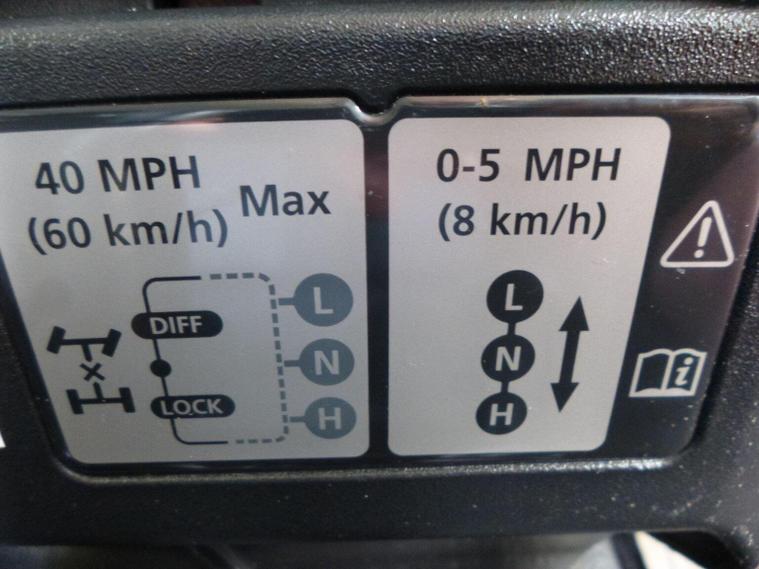 40 MPH
(60 km/h) Max
DIFF
LOCK
L
N
H
0-5 MPH
(8 km/h)
L
N
H